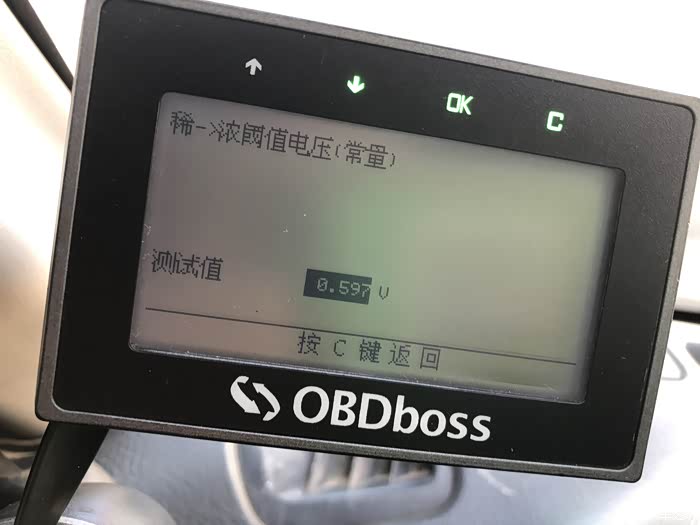 OK C
稀->浓阈值电压(常量)
测试值 0.597 V
按 C 键返回
OBDboss